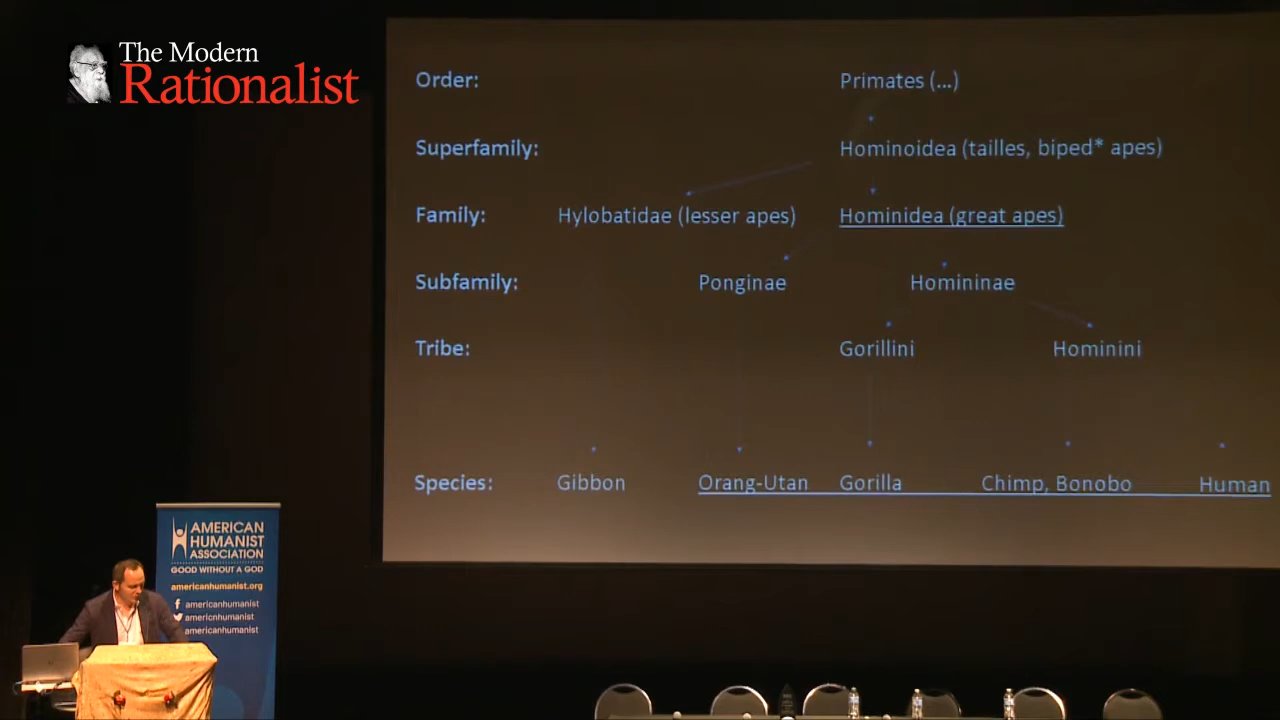 The Modern
Rationalist
Order: Primates (...)
Superfamily: Hominoidea (tailles, biped* apes)
Family: Hylobatidae (lesser apes) Hominidea (great apes)
Subfamily: Ponginae Homininae
Tribe: Gorillini Hominini
Species: Gibbon Orang-Utan Gorilla Chimp, Bonobo Human
AMERICAN
HUMANIST
ASSOCIATION
GOOD WITHOUT A GOD
americanhumanist.org
americanhumanist
americnhumanist
americanhumanist